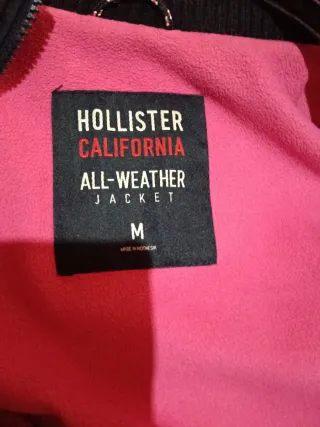 HOLLISTER
CALIFORNIA
ALL-WEATHER
JACKET
M
MADE IN INDONESIA